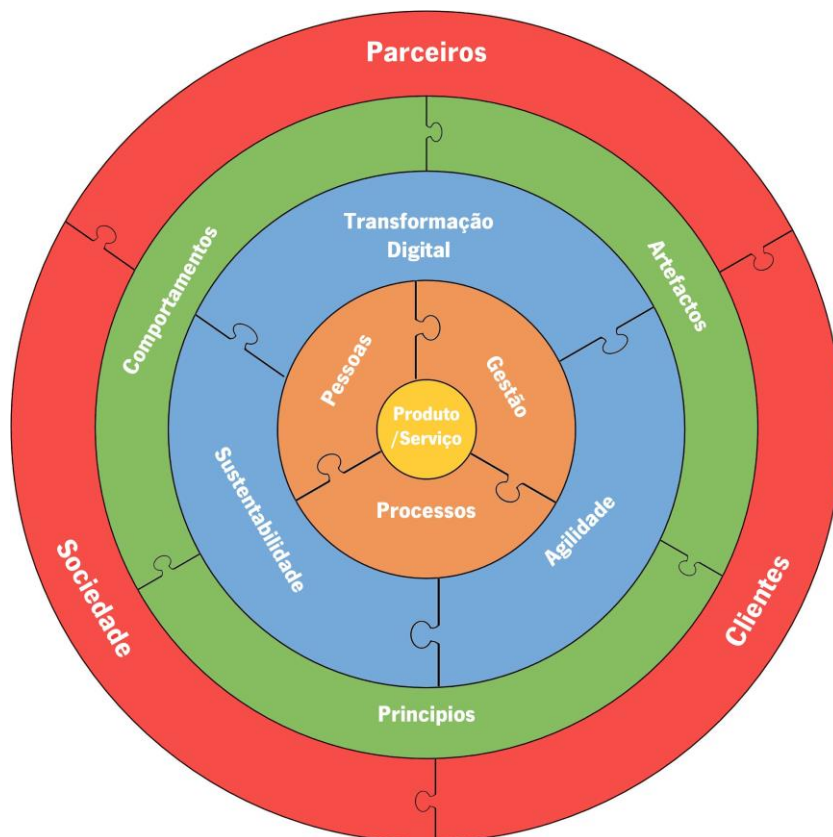 Parceiros
Comportamentos
Artefactos
Transformação
Digital
Pessoas
Gestão
Produto
/Serviço
Processos
Sustentabilidade
Agilidade
Sociedade
Clientes
Principios